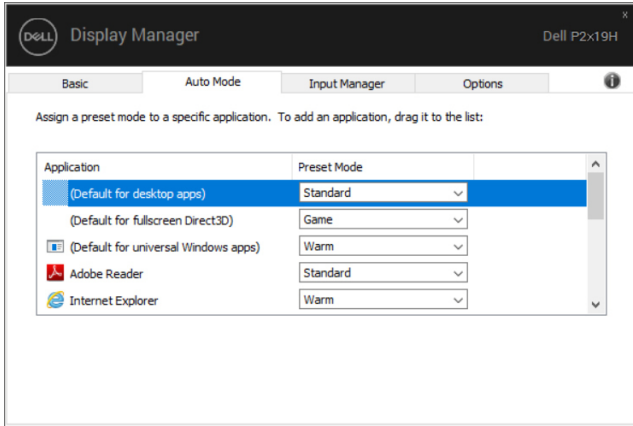 x
DELL Display Manager Dell P2x19H
Basic Auto Mode Input Manager Options
Assign a preset mode to a specific application. To add an application, drag it to the list:
Application Preset Mode
(Default for desktop apps) Standard
(Default for fullscreen Direct3D) Game
(Default for universal Windows apps) Warm
Adobe Reader Standard
Internet Explorer Warm